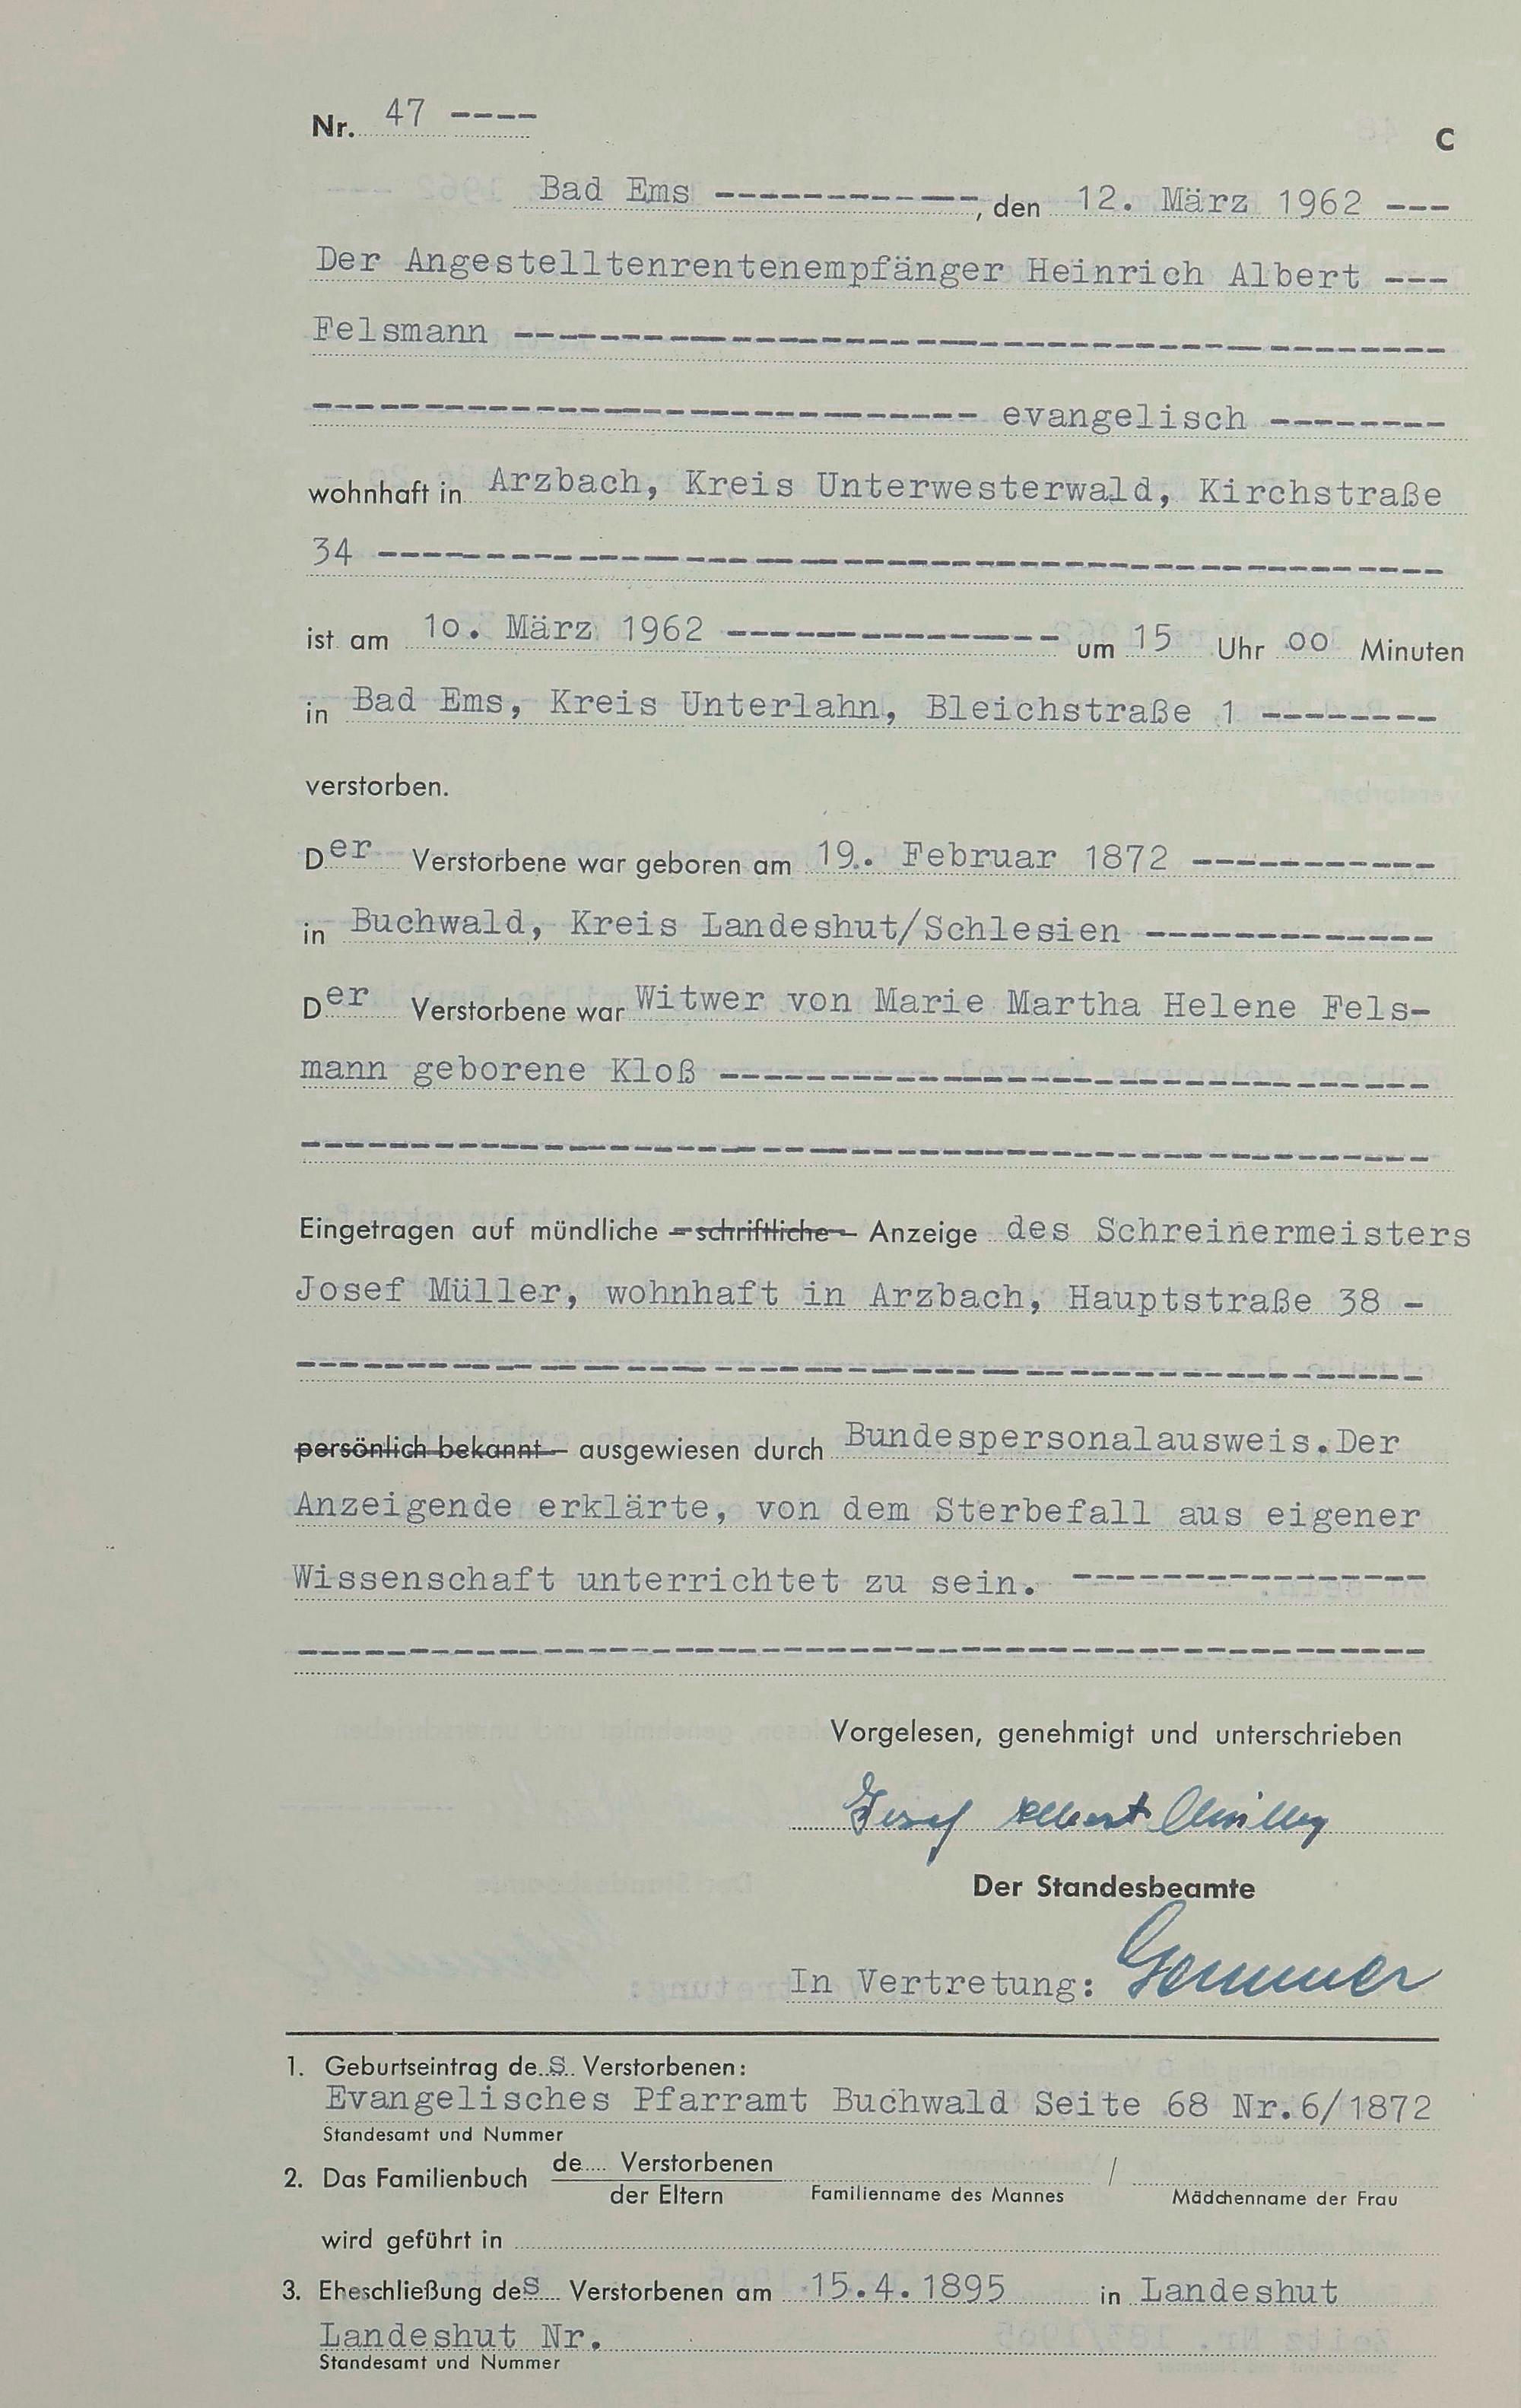 Nr. 47 ----
C
Bad Ems ------------, den 12. März 1962 ---
Der Angestelltenrentenempfänger Heinrich Albert ---
Felsmann ------------------------------------------
------------------------------ evangelisch --------
wohnhaft in Arzbach, Kreis Unterwesterwald, Kirchstraße
34 ------------------------------------------------
ist am 1o. März 1962 --------------- um 15 Uhr oo Minuten
in Bad Ems, Kreis Unterlahn, Bleichstraße 1 --------
verstorben.
Der Verstorbene war geboren am 19. Februar 1872 -----------
in Buchwald, Kreis Landeshut/Schlesien -------------
Der Verstorbene war Witwer von Marie Martha Helene Fels-
mann geborene Kloß --------------------------------
---------------------------------------------------
Eingetragen auf mündliche – schriftliche – Anzeige des Schreinermeisters
Josef Müller, wohnhaft in Arzbach, Hauptstraße 38 -
---------------------------------------------------
persönlich bekannt – ausgewiesen durch Bundespersonalausweis. Der
Anzeigende erklärte, von dem Sterbefall aus eigener
Wissenschaft unterrichtet zu sein. ----------------
---------------------------------------------------
Vorgelesen, genehmigt und unterschrieben
Josef Albert Müller
Der Standesbeamte
In Vertretung: Gemmer
1. Geburtseintrag des Verstorbenen:
Evangelisches Pfarramt Buchwald Seite 68 Nr.6/1872
Standesamt und Nummer
2. Das Familienbuch de.... Verstorbenen /
der Eltern Familienname des Mannes Mädchenname der Frau
wird geführt in
3. Eheschließung des Verstorbenen am 15.4.1895 in Landeshut
Landeshut Nr.
Standesamt und Nummer